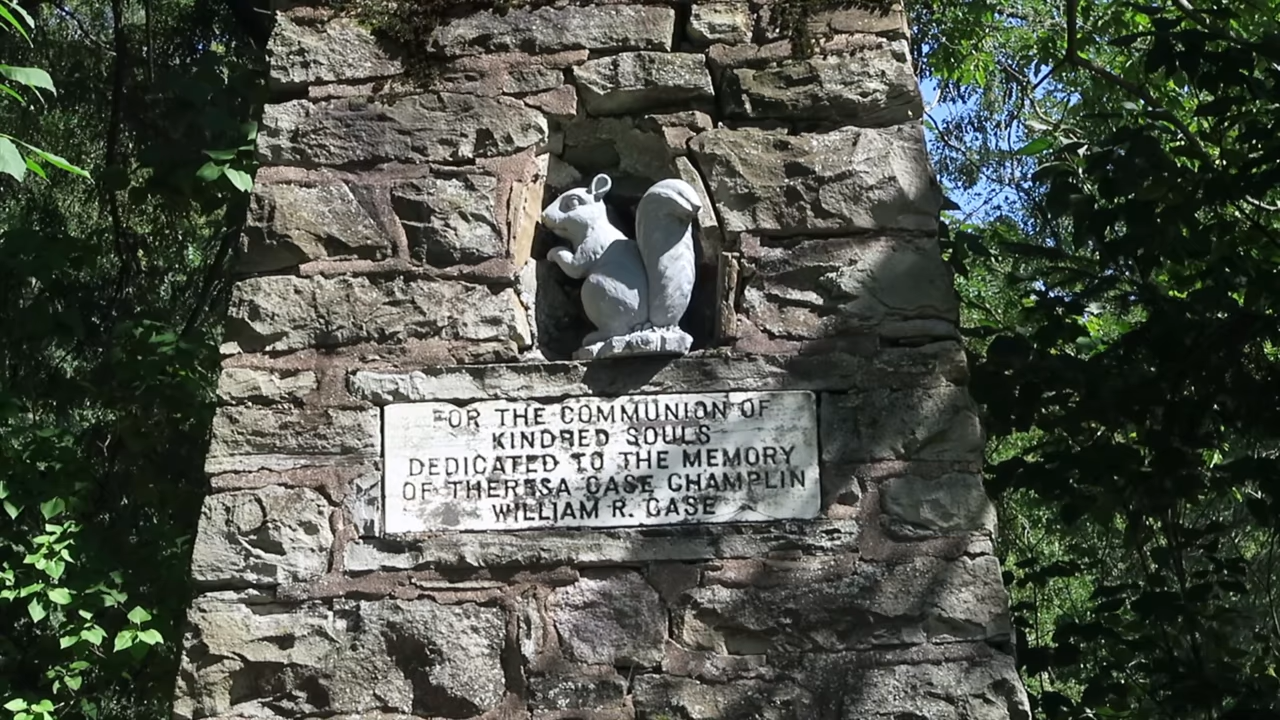 FOR THE COMMUNION OF
KINDRED SOULS
DEDICATED TO THE MEMORY
OF THERESA CASE CHAMPLIN
WILLIAM R. CASE